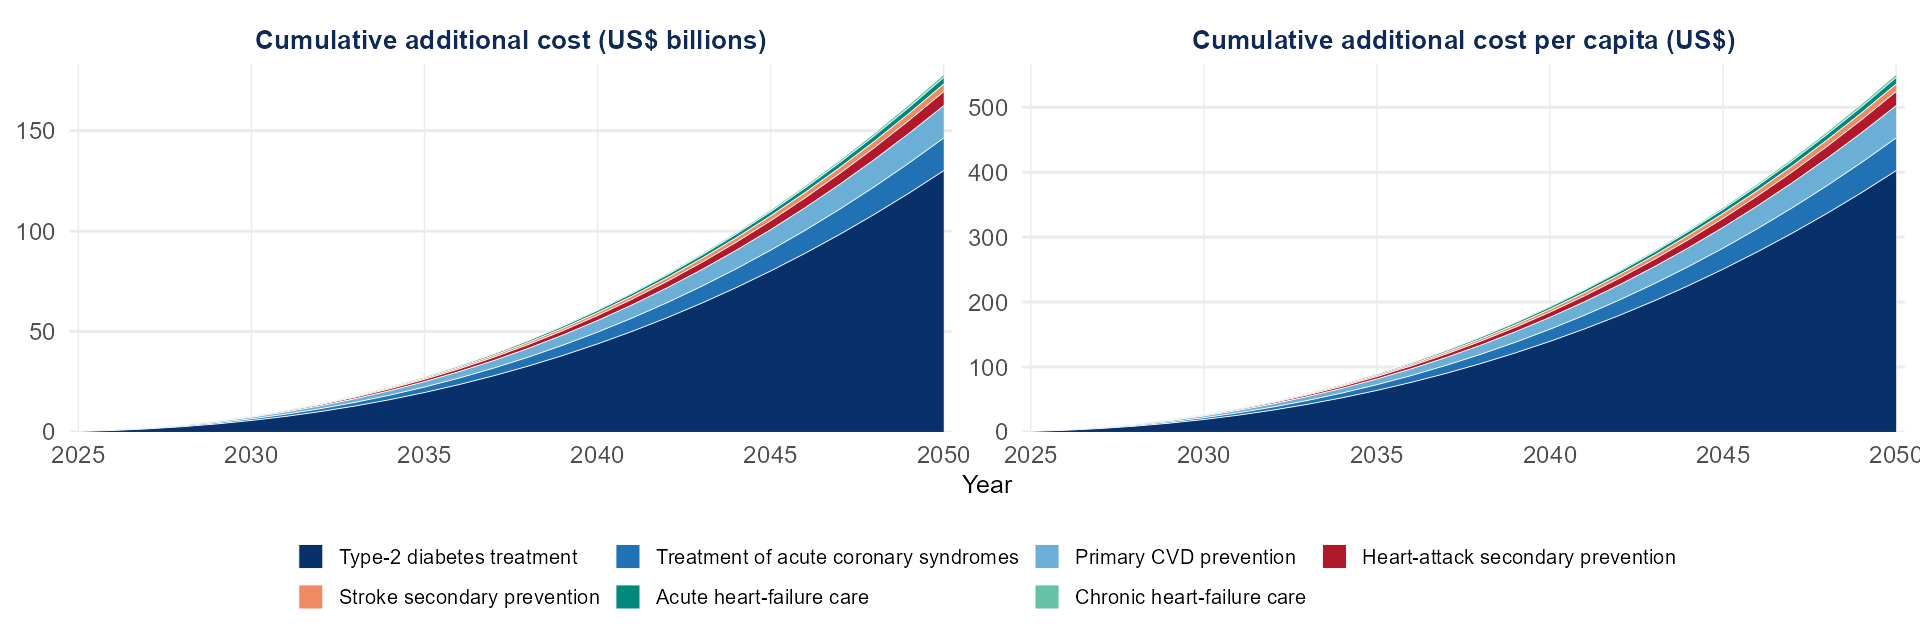 Cumulative additional cost (US$ billions)
Cumulative additional cost per capita (US$)
150
100
50
0
2025 2030 2035 2040 2045 2050
500
400
300
200
100
0
2025 2030 2035 2040 2045 2050
Year
Type-2 diabetes treatment Treatment of acute coronary syndromes Primary CVD prevention Heart-attack secondary prevention
Stroke secondary prevention Acute heart-failure care Chronic heart-failure care